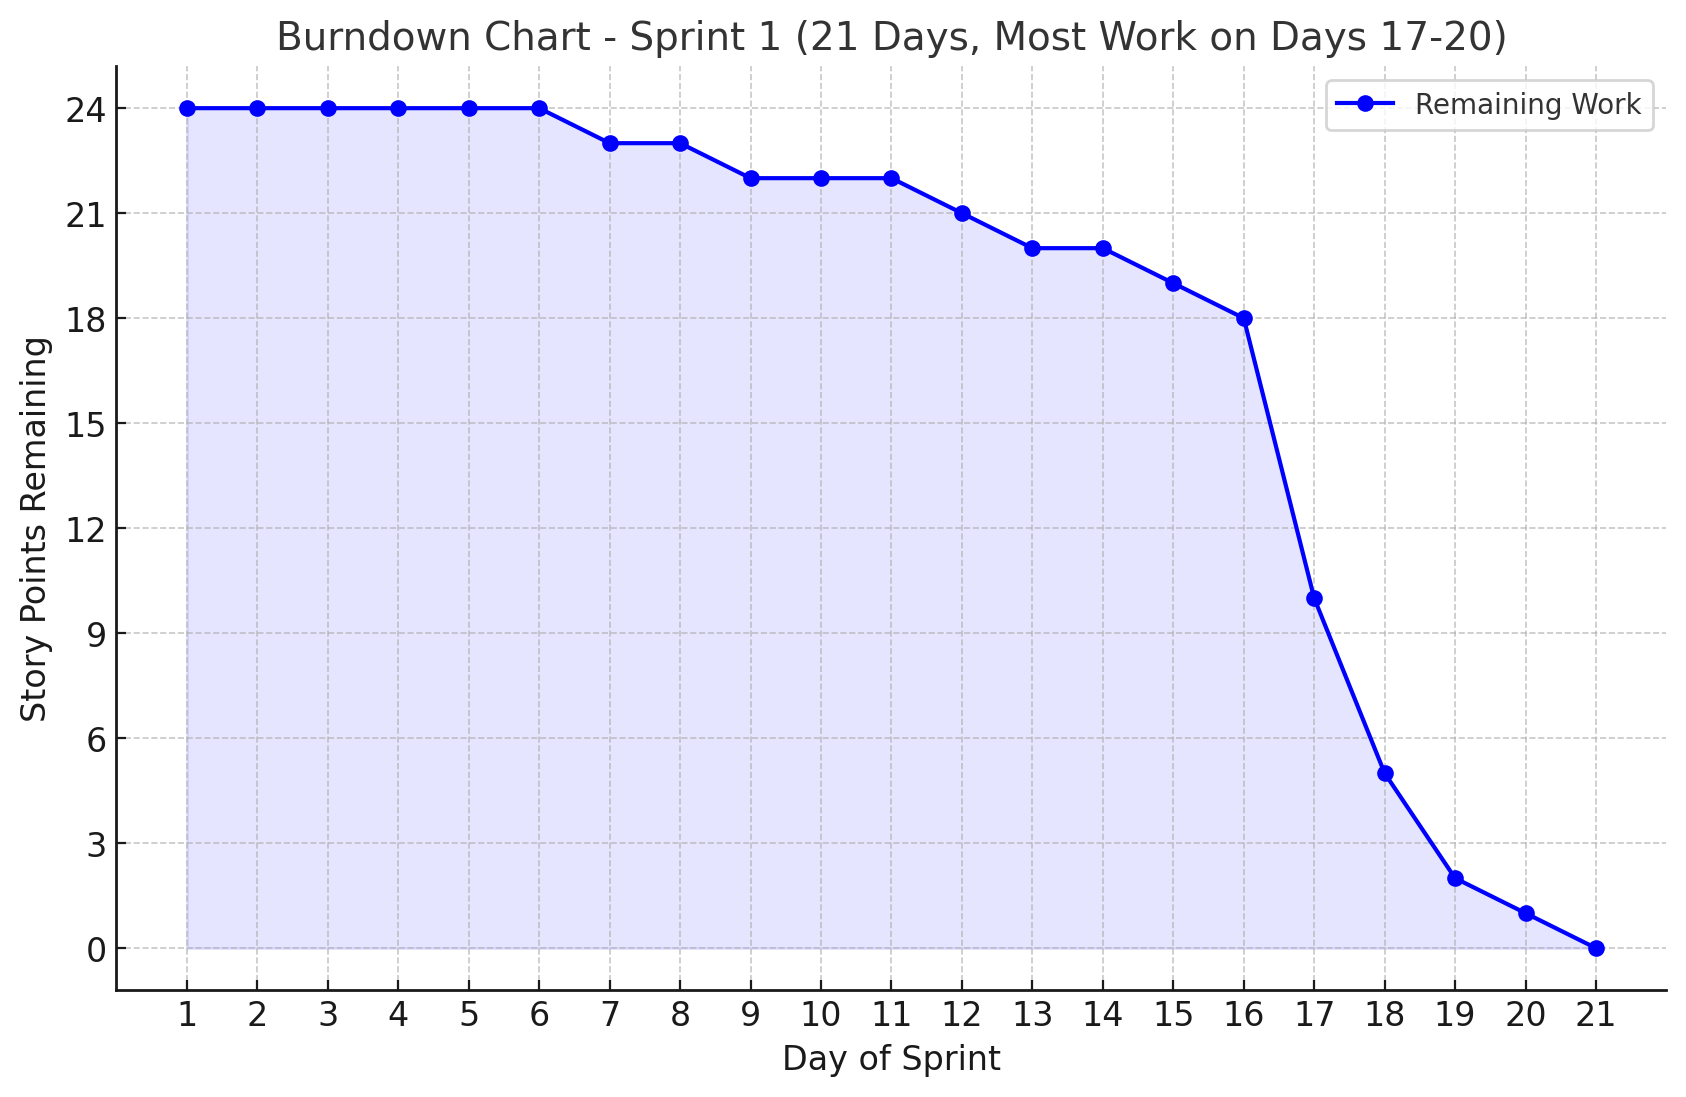 Burndown Chart - Sprint 1 (21 Days, Most Work on Days 17-20)
Remaining Work
Story Points Remaining
24
21
18
15
12
9
6
3
0
1 2 3 4 5 6 7 8 9 10 11 12 13 14 15 16 17 18 19 20 21
Day of Sprint